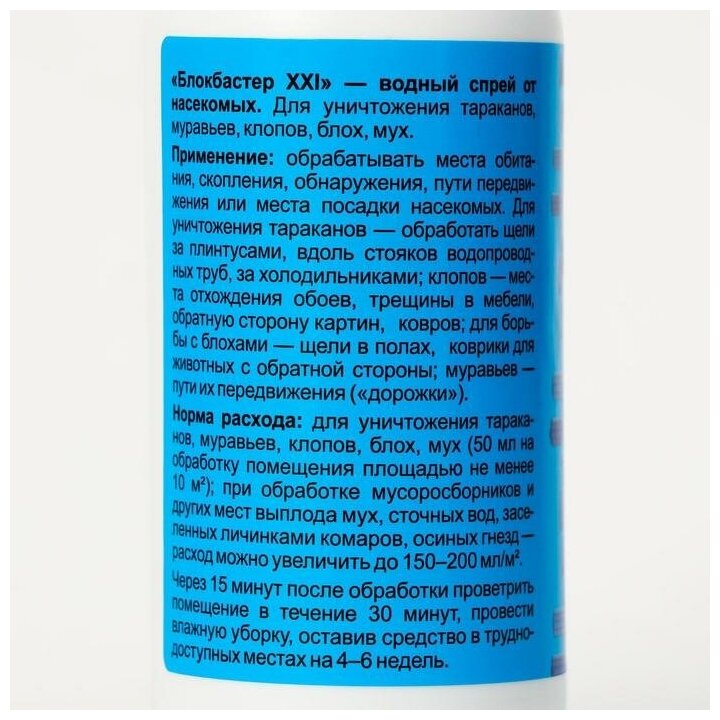 «Блокбастер XXI» — водный спрей от
насекомых. Для уничтожения тараканов,
муравьев, клопов, блох, мух.
Применение: обрабатывать места обита-
ния, скопления, обнаружения, пути передви-
жения или места посадки насекомых. Для
уничтожения тараканов — обработать щели
за плинтусами, вдоль стояков водопровод-
ных труб, за холодильниками; клопов — мес-
та отхождения обоев, трещины в мебели,
обратную сторону картин, ковров; для борь-
бы с блохами — щели в полах, коврики для
животных с обратной стороны; муравьев —
пути их передвижения («дорожки»).
Норма расхода: для уничтожения тарака-
нов, муравьев, клопов, блох, мух (50 мл на
обработку помещения площадью не менее
10 м²); при обработке мусоросборников и
других мест выплода мух, сточных вод, засе-
ленных личинками комаров, осиных гнезд —
расход можно увеличить до 150–200 мл/м².
Через 15 минут после обработки проветрить
помещение в течение 30 минут, провести
влажную уборку, оставив средство в трудно-
доступных местах на 4–6 недель.